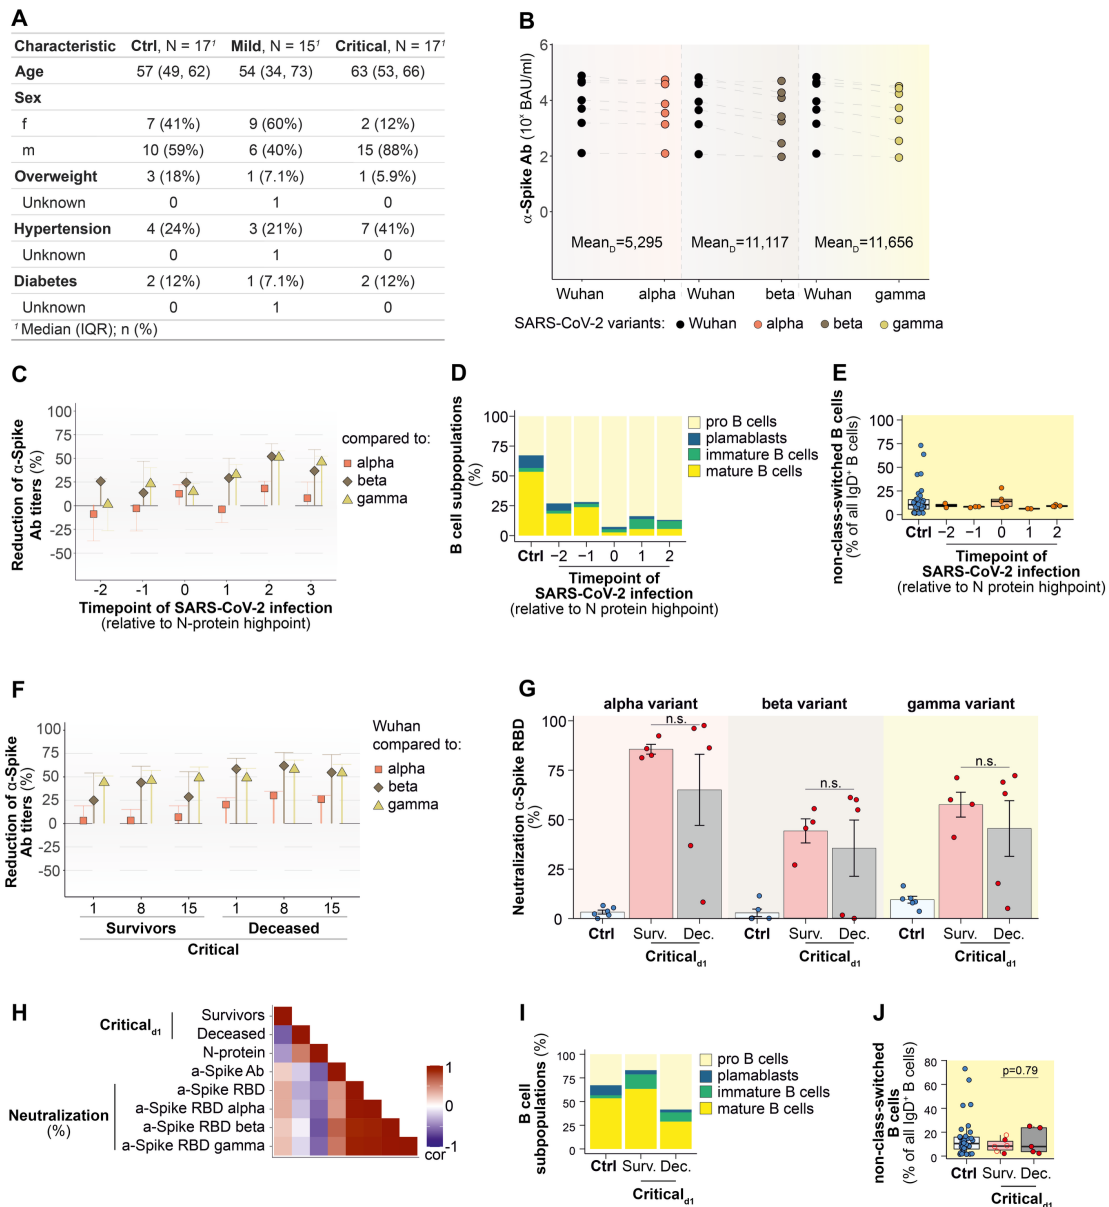 A
Characteristic Ctrl, N = 17¹ Mild, N = 15¹ Critical, N = 17¹
Age 57 (49, 62) 54 (34, 73) 63 (53, 66)
Sex
f 7 (41%) 9 (60%) 2 (12%)
m 10 (59%) 6 (40%) 15 (88%)
Overweight 3 (18%) 1 (7.1%) 1 (5.9%)
Unknown 0 1 0
Hypertension 4 (24%) 3 (21%) 7 (41%)
Unknown 0 1 0
Diabetes 2 (12%) 1 (7.1%) 2 (12%)
Unknown 0 1 0
¹ Median (IQR); n (%)
B
α-Spike Ab (10ˣ BAU/ml)
6
4
2
0
Mean_D=5,295 Mean_D=11,117 Mean_D=11,656
Wuhan alpha Wuhan beta Wuhan gamma
SARS-CoV-2 variants: Wuhan alpha beta gamma
C
Reduction of α-Spike
Ab titers (%)
100
75
50
25
0
-25
-50
-2 -1 0 1 2 3
Timepoint of SARS-CoV-2 infection
(relative to N-protein highpoint)
compared to:
alpha
beta
gamma
D
B cell subpopulations
(%)
100
75
50
25
0
Ctrl −2 −1 0 1 2
Timepoint of
SARS-CoV-2 infection
(relative to N protein highpoint)
pro B cells
plamablasts
immature B cells
mature B cells
E
non-class-switched B cells
(% of all IgD⁺ B cells)
100
75
50
25
0
Ctrl −2 −1 0 1 2
Timepoint of
SARS-CoV-2 infection
(relative to N protein highpoint)
F
Reduction of α-Spike
Ab titers (%)
100
75
50
25
0
-25
-50
1 8 15 1 8 15
Survivors Deceased
Critical
Wuhan
compared to:
alpha
beta
gamma
G
alpha variant beta variant gamma variant
Neutralization α-Spike RBD
(%)
100
75
50
25
0
n.s. n.s. n.s.
Ctrl Surv. Dec. Ctrl Surv. Dec. Ctrl Surv. Dec.
Critical_d1 Critical_d1 Critical_d1
H
Critical_d1
Survivors
Deceased
N-protein
a-Spike Ab
Neutralization
(%)
a-Spike RBD
a-Spike RBD alpha
a-Spike RBD beta
a-Spike RBD gamma
1
0
-1
cor
I
B cell
subpopulations (%)
100
75
50
25
0
Ctrl Surv. Dec.
Critical_d1
pro B cells
plamablasts
immature B cells
mature B cells
J
non-class-switched
B cells
(% of all IgD⁺ B cells)
80
60
40
20
0
p=0.79
Ctrl Surv. Dec.
Critical_d1